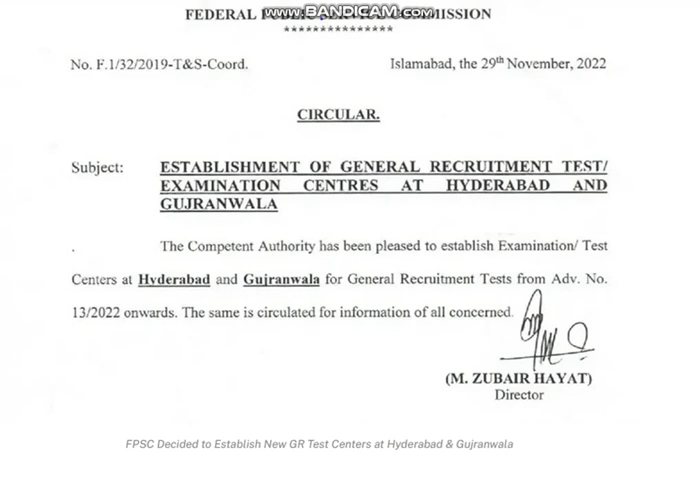 FEDERAL PUBLIC SERVICE COMMISSION
www.BANDICAM.com
***************
No. F.1/32/2019-T&S-Coord. Islamabad, the 29th November, 2022
CIRCULAR.
Subject: ESTABLISHMENT OF GENERAL RECRUITMENT TEST/
EXAMINATION CENTRES AT HYDERABAD AND
GUJRANWALA
The Competent Authority has been pleased to establish Examination/ Test
Centers at Hyderabad and Gujranwala for General Recruitment Tests from Adv. No.
13/2022 onwards. The same is circulated for information of all concerned.
(M. ZUBAIR HAYAT)
Director
FPSC Decided to Establish New GR Test Centers at Hyderabad & Gujranwala